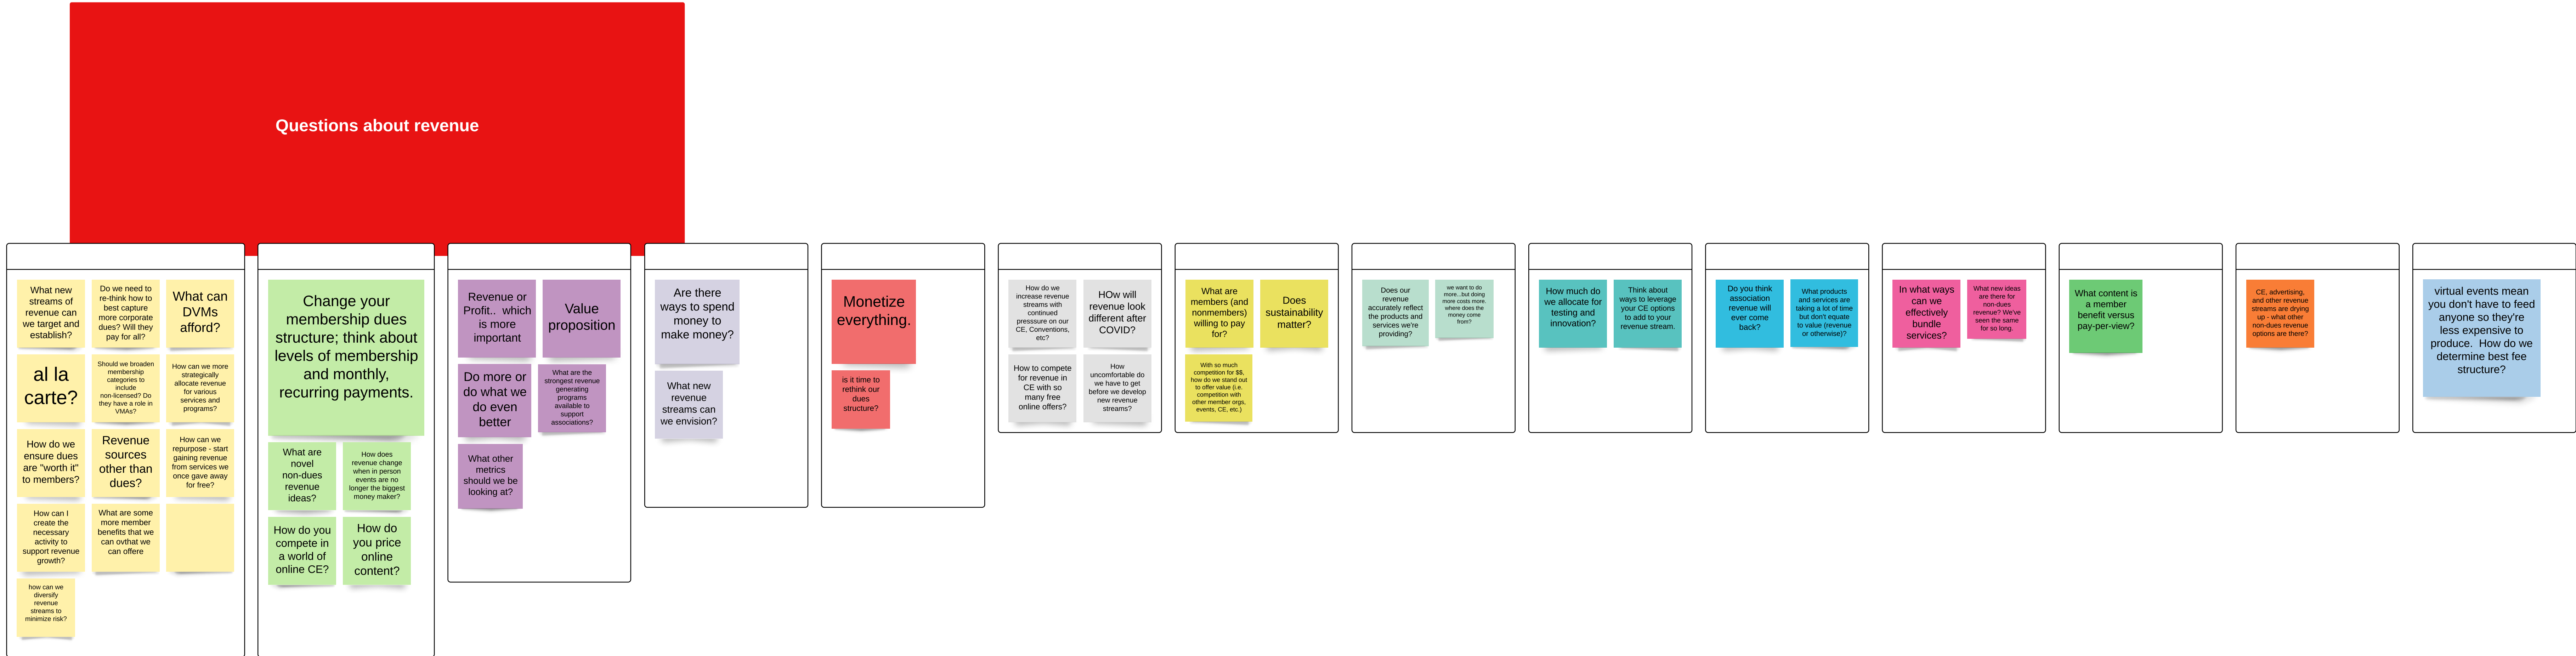 Questions about revenue
What new
streams of
revenue can
we target and
establish?
Do we need to
re-think how to
best capture
more corporate
dues? Will they
pay for all?
What can
DVMs
afford?
al la
carte?
Should we broaden
membership
categories to
include
non-licensed? Do
they have a role in
VMAs?
How can we more
strategically
allocate revenue
for various
services and
programs?
How do we
ensure dues
are "worth it"
to members?
Revenue
sources
other than
dues?
How can we
repurpose - start
gaining revenue
from services we
once gave away
for free?
How can I
create the
necessary
activity to
support revenue
growth?
What are some
more member
benefits that we
can ovthat we
can offere
how can we
diversify
revenue
streams to
minimize risk?
Change your
membership dues
structure; think about
levels of membership
and monthly,
recurring payments.
What are
novel
non-dues
revenue
ideas?
How does
revenue change
when in person
events are no
longer the biggest
money maker?
How do you
compete in
a world of
online CE?
How do
you price
online
content?
Revenue or
Profit.. which
is more
important
Value
proposition
Do more or
do what we
do even
better
What are the
strongest revenue
generating
programs
available to
support
associations?
What other
metrics
should we be
looking at?
Are there
ways to spend
money to
make money?
What new
revenue
streams can
we envision?
Monetize
everything.
is it time to
rethink our
dues
structure?
How do we
increase revenue
streams with
continued
presssure on our
CE, Conventions,
etc?
HOw will
revenue look
different after
COVID?
How to compete
for revenue in
CE with so
many free
online offers?
How
uncomfortable do
we have to get
before we develop
new revenue
streams?
What are
members (and
nonmembers)
willing to pay
for?
Does
sustainability
matter?
With so much
competition for $$,
how do we stand out
to offer value (i.e.
competition with
other member orgs,
events, CE, etc.)
Does our
revenue
accurately reflect
the products and
services we're
providing?
we want to do
more...but doing
more costs more.
where does the
money come
from?
How much do
we allocate for
testing and
innovation?
Think about
ways to leverage
your CE options
to add to your
revenue stream.
Do you think
association
revenue will
ever come
back?
What products
and services are
taking a lot of time
but don't equate
to value (revenue
or otherwise)?
In what ways
can we
effectively
bundle
services?
What new ideas
are there for
non-dues
revenue? We've
seen the same
for so long.
What content is
a member
benefit versus
pay-per-view?
CE, advertising,
and other revenue
streams are drying
up - what other
non-dues revenue
options are there?
virtual events mean
you don't have to feed
anyone so they're
less expensive to
produce. How do we
determine best fee
structure?